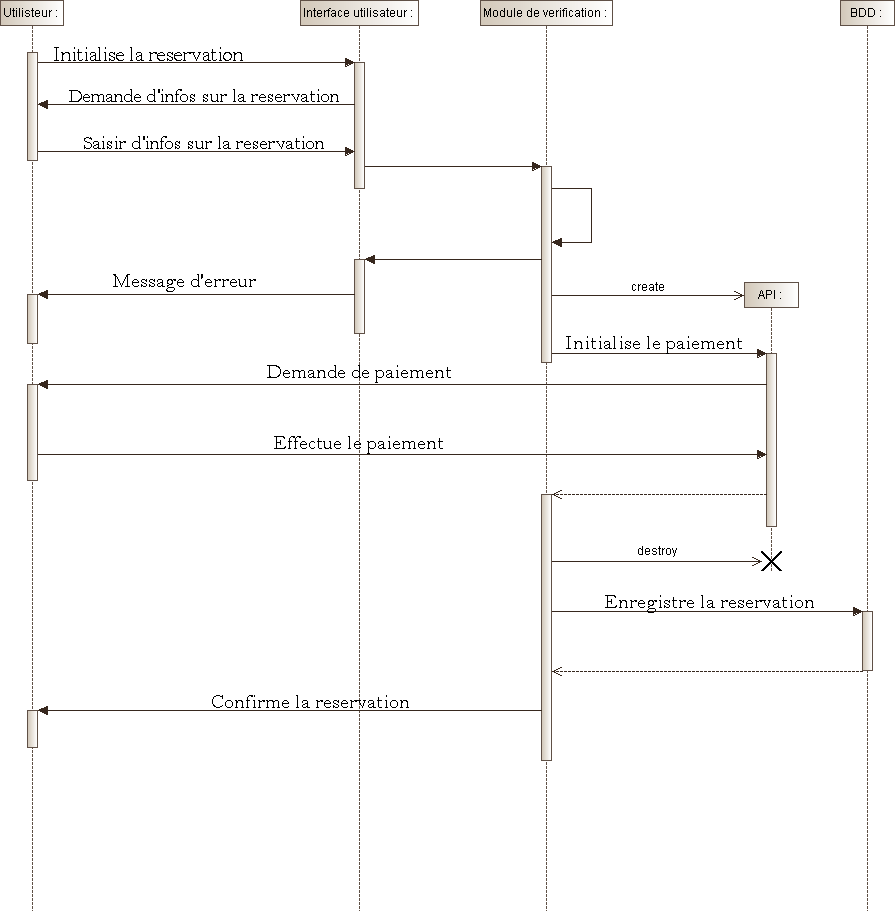 Utilisteur :
Interface utilisateur :
Module de verification :
BDD :
Initialise la reservation
Demande d'infos sur la reservation
Saisir d'infos sur la reservation
Message d'erreur
create
API :
Initialise le paiement
Demande de paiement
Effectue le paiement
destroy
Enregistre la reservation
Confirme la reservation